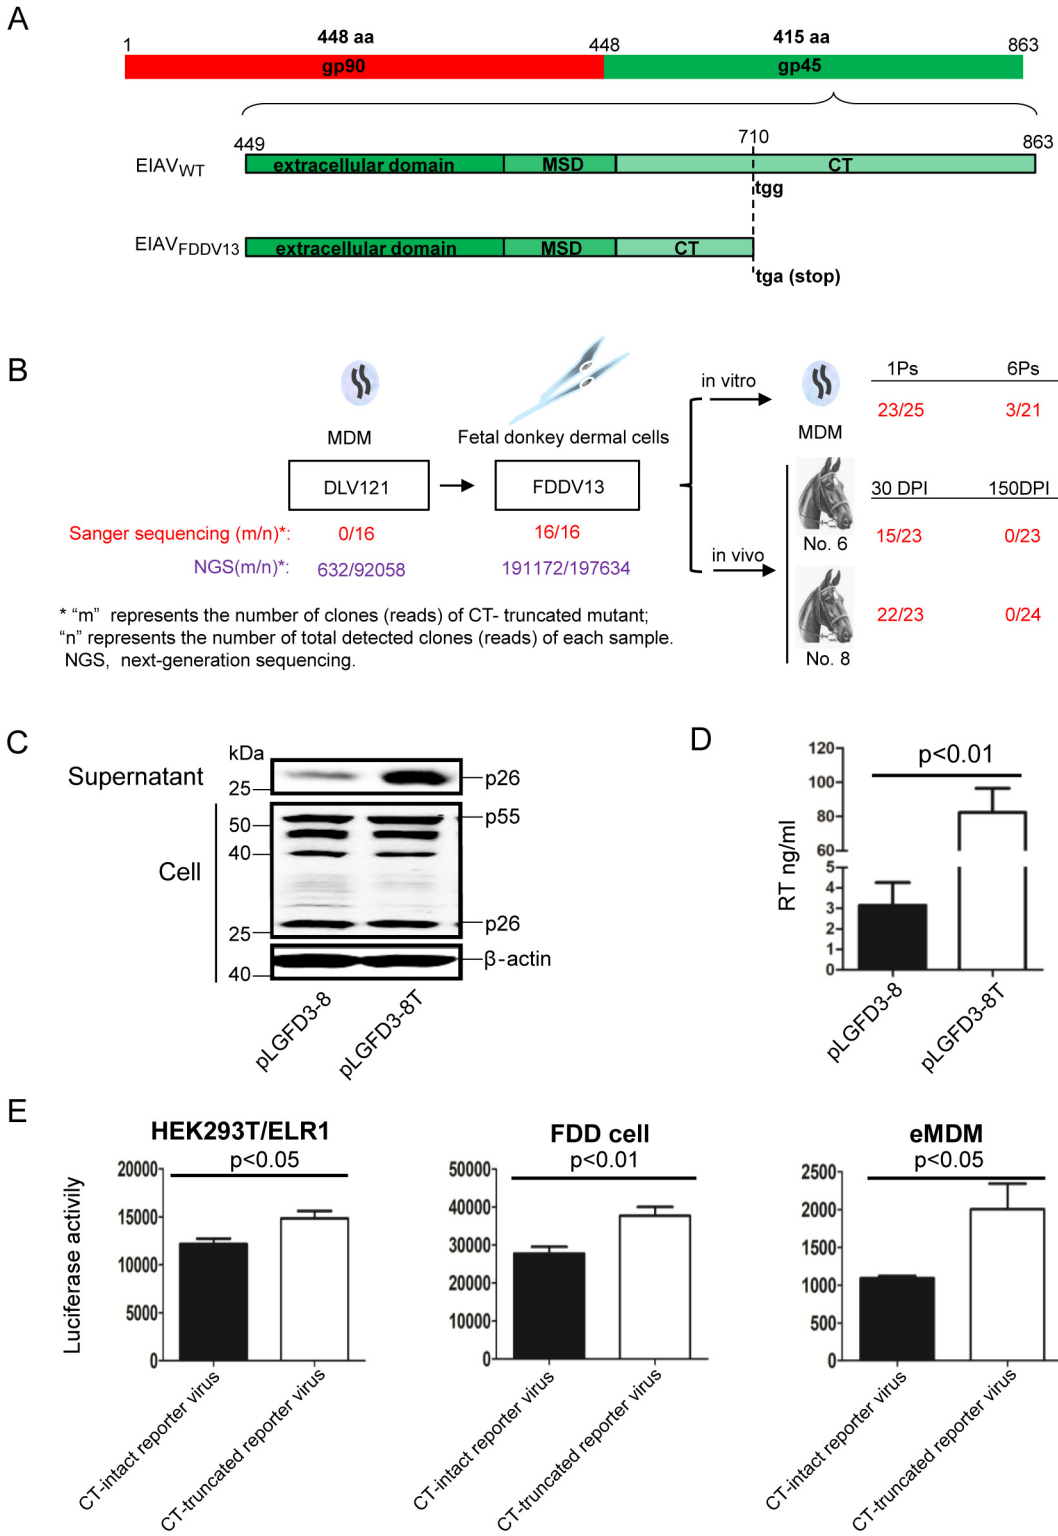 A
448 aa
415 aa
1
448
863
gp90
gp45
449
710
863
EIAVWT
extracellular domain
MSD
CT
tgg
EIAVFDDV13
extracellular domain
MSD
CT
tga (stop)
B
in vitro
1Ps
6Ps
23/25
3/21
MDM
Fetal donkey dermal cells
MDM
DLV121
FDDV13
30 DPI
150DPI
Sanger sequencing (m/n)*:
0/16
16/16
No. 6
15/23
0/23
NGS(m/n)*:
632/92058
191172/197634
in vivo
22/23
0/24
No. 8
* “m” represents the number of clones (reads) of CT- truncated mutant;
“n” represents the number of total detected clones (reads) of each sample.
NGS, next-generation sequencing.
C
kDa
Supernatant
25
p26
Cell
50
40
25
p55
p26
40
β-actin
pLGFD3-8
pLGFD3-8T
D
p<0.01
RT ng/ml
120
100
80
60
5
4
3
2
1
0
pLGFD3-8
pLGFD3-8T
E
HEK293T/ELR1
p<0.05
Luciferase activily
20000
15000
10000
5000
0
CT-intact reporter virus
CT-truncated reporter virus
FDD cell
p<0.01
50000
40000
30000
20000
10000
0
CT-intact reporter virus
CT-truncated reporter virus
eMDM
p<0.05
2500
2000
1500
1000
500
0
CT-intact reporter virus
CT-truncated reporter virus